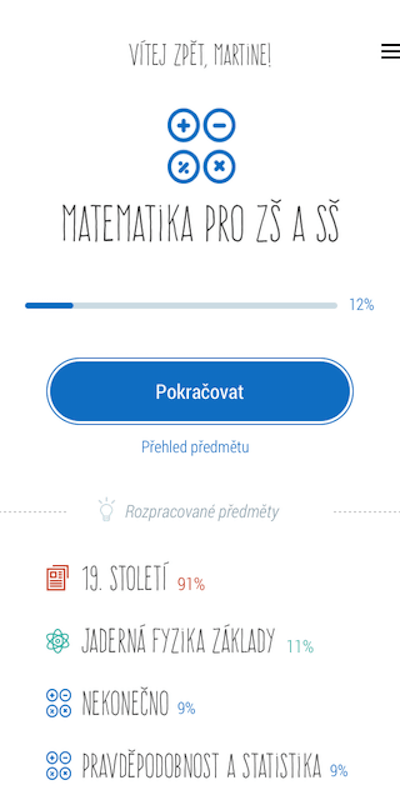 VÍTEJ ZPĚT, MARTINE!
MATEMATIKA PRO ZŠ A SŠ
12%
Pokračovat
Přehled předmětu
Rozpracované předměty
19. STOLETÍ 91%
JADERNÁ FYZIKA ZÁKLADY 11%
NEKONEČNO 9%
PRAVDĚPODOBNOST A STATISTIKA 9%